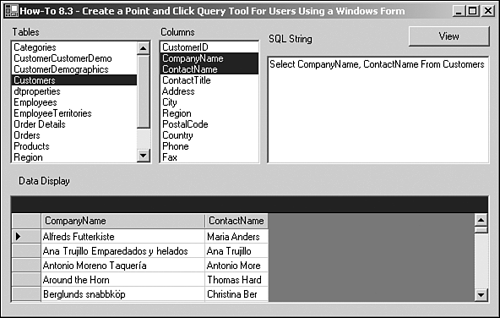 How-To 8.3 - Create a Point and Click Query Tool For Users Using a Windows Form
Tables
Categories
CustomerCustomerDemo
CustomerDemographics
Customers
dtproperties
Employees
EmployeeTerritories
Order Details
Orders
Products
Region
Columns
CustomerID
CompanyName
ContactName
ContactTitle
Address
City
Region
PostalCode
Country
Phone
Fax
SQL String
View
Select CompanyName, ContactName From Customers
Data Display
CompanyName ContactName
Alfreds Futterkiste Maria Anders
Ana Trujillo Emparedados y helados Ana Trujillo
Antonio Moreno Taquería Antonio More
Around the Horn Thomas Hard
Berglunds snabbköp Christina Ber